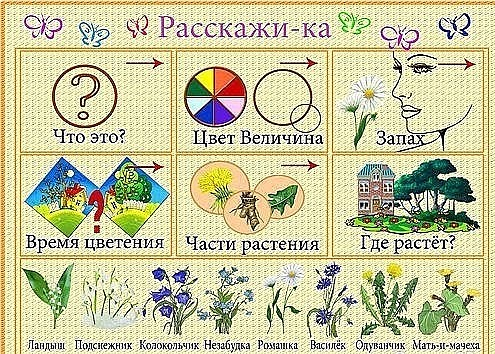 Расскажи-ка
Что это? Цвет Величина Запах
Время цветения Части растения Где растёт?
Ландыш Подснежник Колокольчик Незабудка Ромашка Василёк Одуванчик Мать-и-мачеха